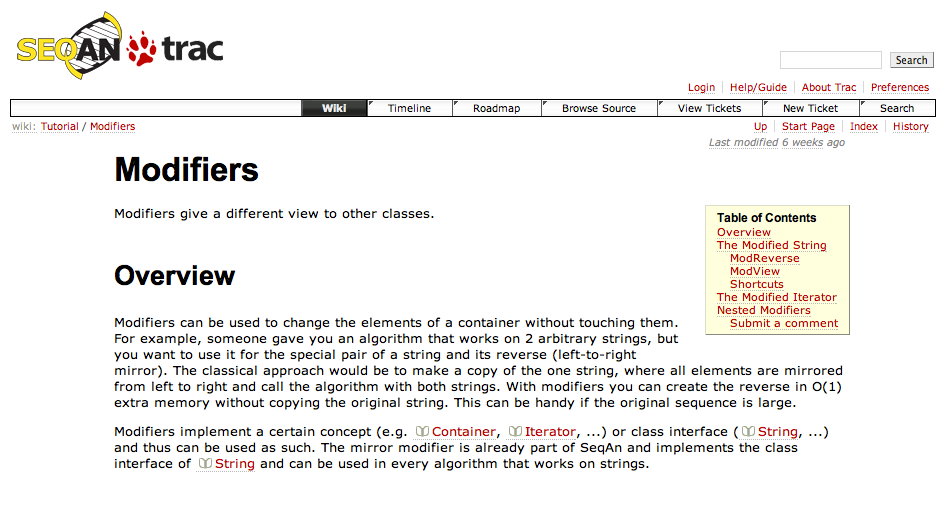 SEQAN trac
Search
Login Help/Guide About Trac Preferences
Wiki Timeline Roadmap Browse Source View Tickets New Ticket Search
wiki: Tutorial / Modifiers
Up Start Page Index History
Last modified 6 weeks ago
Modifiers
Modifiers give a different view to other classes.
Table of Contents
Overview
The Modified String
ModReverse
ModView
Shortcuts
The Modified Iterator
Nested Modifiers
Submit a comment
Overview
Modifiers can be used to change the elements of a container without touching them.
For example, someone gave you an algorithm that works on 2 arbitrary strings, but
you want to use it for the special pair of a string and its reverse (left-to-right
mirror). The classical approach would be to make a copy of the one string, where all elements are mirrored
from left to right and call the algorithm with both strings. With modifiers you can create the reverse in O(1)
extra memory without copying the original string. This can be handy if the original sequence is large.
Modifiers implement a certain concept (e.g. Container, Iterator, ...) or class interface (String, ...)
and thus can be used as such. The mirror modifier is already part of SeqAn and implements the class
interface of String and can be used in every algorithm that works on strings.